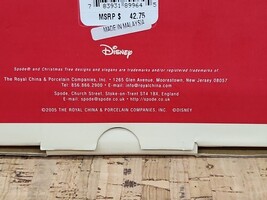 83931 89964
MSRP $ 42.75
MADE IN MALAYSIA
Disney
Spode® and Christmas Tree designs and slogans are trademarks and/or registered trademarks of
The Royal China & Porcelain Companies, Inc. • 1265 Glen Avenue, Moorestown, New Jersey 08057
Tel 856.866.2900 • E-mail: info@royalchina.com
Spode, Church Street, Stoke-on-Trent ST4 1BX, England
E-mail: spode@spode.co.uk • http://spode.co.uk
©2005 THE ROYAL CHINA & PORCELAIN COMPANIES, INC. ©DISNEY